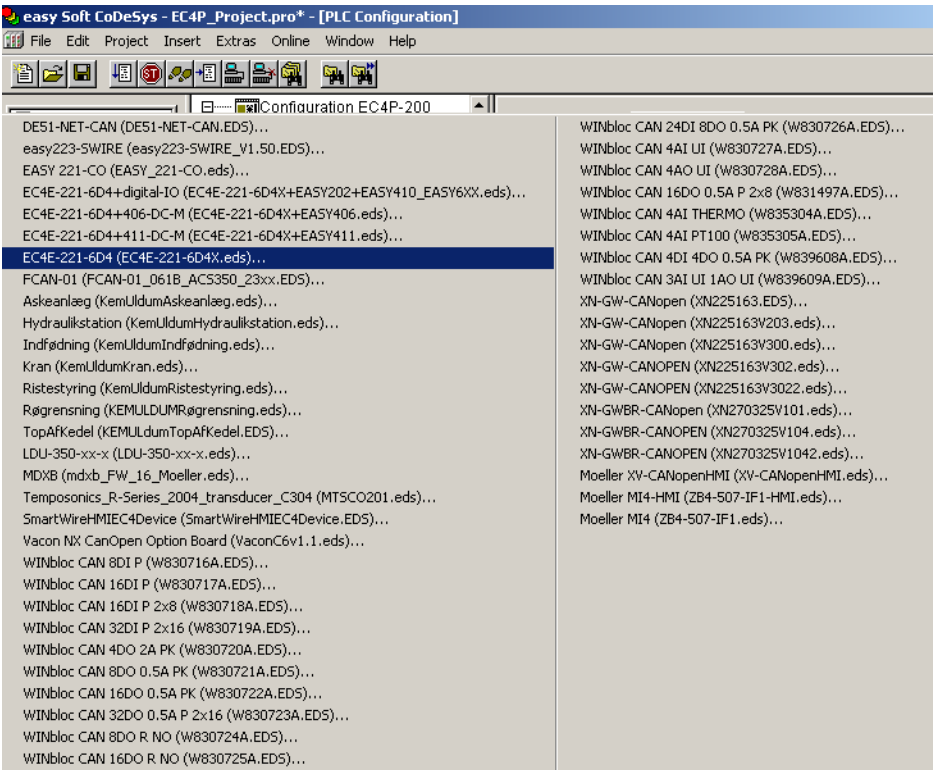 easy Soft CoDeSys - EC4P_Project.pro* - [PLC Configuration]
File Edit Project Insert Extras Online Window Help
Configuration EC4P-200
DE51-NET-CAN (DE51-NET-CAN.EDS)...
easy223-SWIRE (easy223-SWIRE_V1.50.EDS)...
EASY 221-CO (EASY_221-CO.eds)...
EC4E-221-6D4+digital-IO (EC4E-221-6D4X+EASY202+EASY410_EASY6XX.eds)...
EC4E-221-6D4+406-DC-M (EC4E-221-6D4X+EASY406.eds)...
EC4E-221-6D4+411-DC-M (EC4E-221-6D4X+EASY411.eds)...
EC4E-221-6D4 (EC4E-221-6D4X.eds)...
FCAN-01 (FCAN-01_061B_ACS350_23xx.EDS)...
Askeanlæg (KemUldumAskeanlæg.eds)...
Hydraulikstation (KemUldumHydraulikstation.eds)...
Indfødning (KemUldumIndfødning.eds)...
Kran (KemUldumKran.eds)...
Ristestyring (KemUldumRistestyring.eds)...
Røgrensning (KEMULDUMRøgrensning.eds)...
TopAfKedel (KEMULdumTopAfKedel.EDS)...
LDU-350-xx-x (LDU-350-xx-x.eds)...
MDXB (mdxb_FW_16_Moeller.eds)...
Temposonics_R-Series_2004_transducer_C304 (MTSCO201.eds)...
SmartWireHMIEC4Device (SmartWireHMIEC4Device.EDS)...
Vacon NX CanOpen Option Board (VaconC6v1.1.eds)...
WINbloc CAN 8DI P (W830716A.EDS)...
WINbloc CAN 16DI P (W830717A.EDS)...
WINbloc CAN 16DI P 2x8 (W830718A.EDS)...
WINbloc CAN 32DI P 2x16 (W830719A.EDS)...
WINbloc CAN 4DO 2A PK (W830720A.EDS)...
WINbloc CAN 8DO 0.5A PK (W830721A.EDS)...
WINbloc CAN 16DO 0.5A PK (W830722A.EDS)...
WINbloc CAN 32DO 0.5A P 2x16 (W830723A.EDS)...
WINbloc CAN 8DO R NO (W830724A.EDS)...
WINbloc CAN 16DO R NO (W830725A.EDS)...
WINbloc CAN 24DI 8DO 0.5A PK (W830726A.EDS)...
WINbloc CAN 4AI UI (W830727A.EDS)...
WINbloc CAN 4AO UI (W830728A.EDS)...
WINbloc CAN 16DO 0.5A P 2x8 (W831497A.EDS)...
WINbloc CAN 4AI THERMO (W835304A.EDS)...
WINbloc CAN 4AI PT100 (W835305A.EDS)...
WINbloc CAN 4DI 4DO 0.5A PK (W839608A.EDS)...
WINbloc CAN 3AI UI 1AO UI (W839609A.EDS)...
XN-GW-CANopen (XN225163.EDS)...
XN-GW-CANopen (XN225163V203.eds)...
XN-GW-CANopen (XN225163V300.eds)...
XN-GW-CANOPEN (XN225163V302.eds)...
XN-GW-CANOPEN (XN225163V3022.eds)...
XN-GWBR-CANopen (XN270325V101.eds)...
XN-GWBR-CANOPEN (XN270325V104.eds)...
XN-GWBR-CANOPEN (XN270325V1042.eds)...
Moeller XV-CANopenHMI (XV-CANopenHMI.eds)...
Moeller MI4-HMI (ZB4-507-IF1-HMI.eds)...
Moeller MI4 (ZB4-507-IF1.eds)...